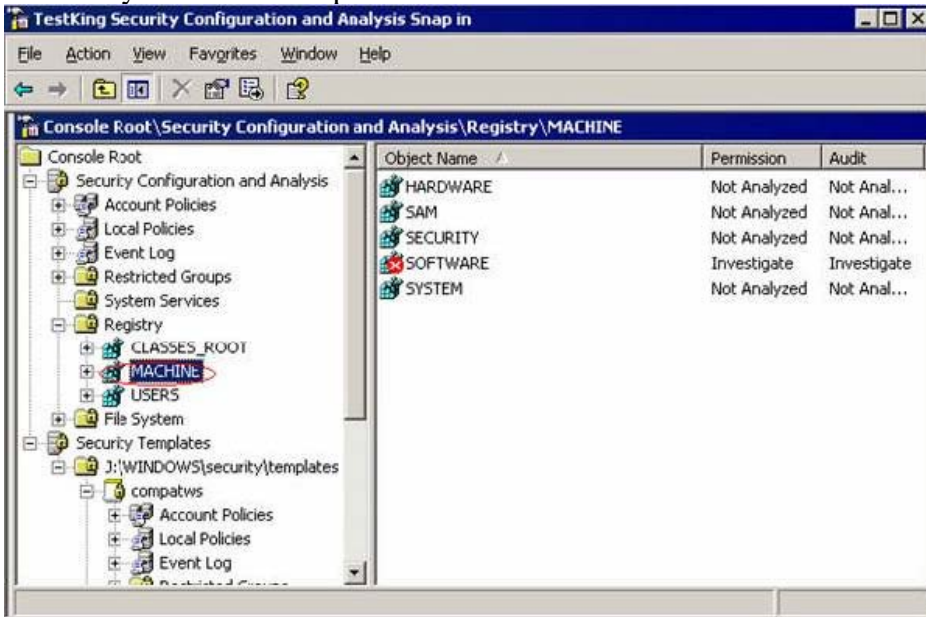 TestKing Security Configuration and Analysis Snap in
File Action View Favorites Window Help
Console Root\Security Configuration and Analysis\Registry\MACHINE
Console Root
Security Configuration and Analysis
Account Policies
Local Policies
Event Log
Restricted Groups
System Services
Registry
CLASSES_ROOT
MACHINE
USERS
File System
Security Templates
J:\WINDOWS\security\templates
compatws
Account Policies
Local Policies
Event Log
Object Name Permission Audit
HARDWARE Not Analyzed Not Anal...
SAM Not Analyzed Not Anal...
SECURITY Not Analyzed Not Anal...
SOFTWARE Investigate Investigate
SYSTEM Not Analyzed Not Anal...